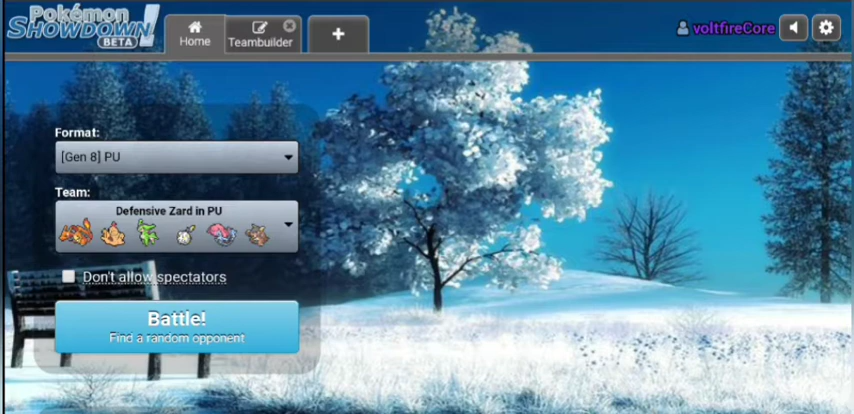 Pokémon
SHOWDOWN!
BETA
Home
Teambuilder
+
voltfireCore
Format:
[Gen 8] PU
Team:
Defensive Zard in PU
Don't allow spectators
Battle!
Find a random opponent